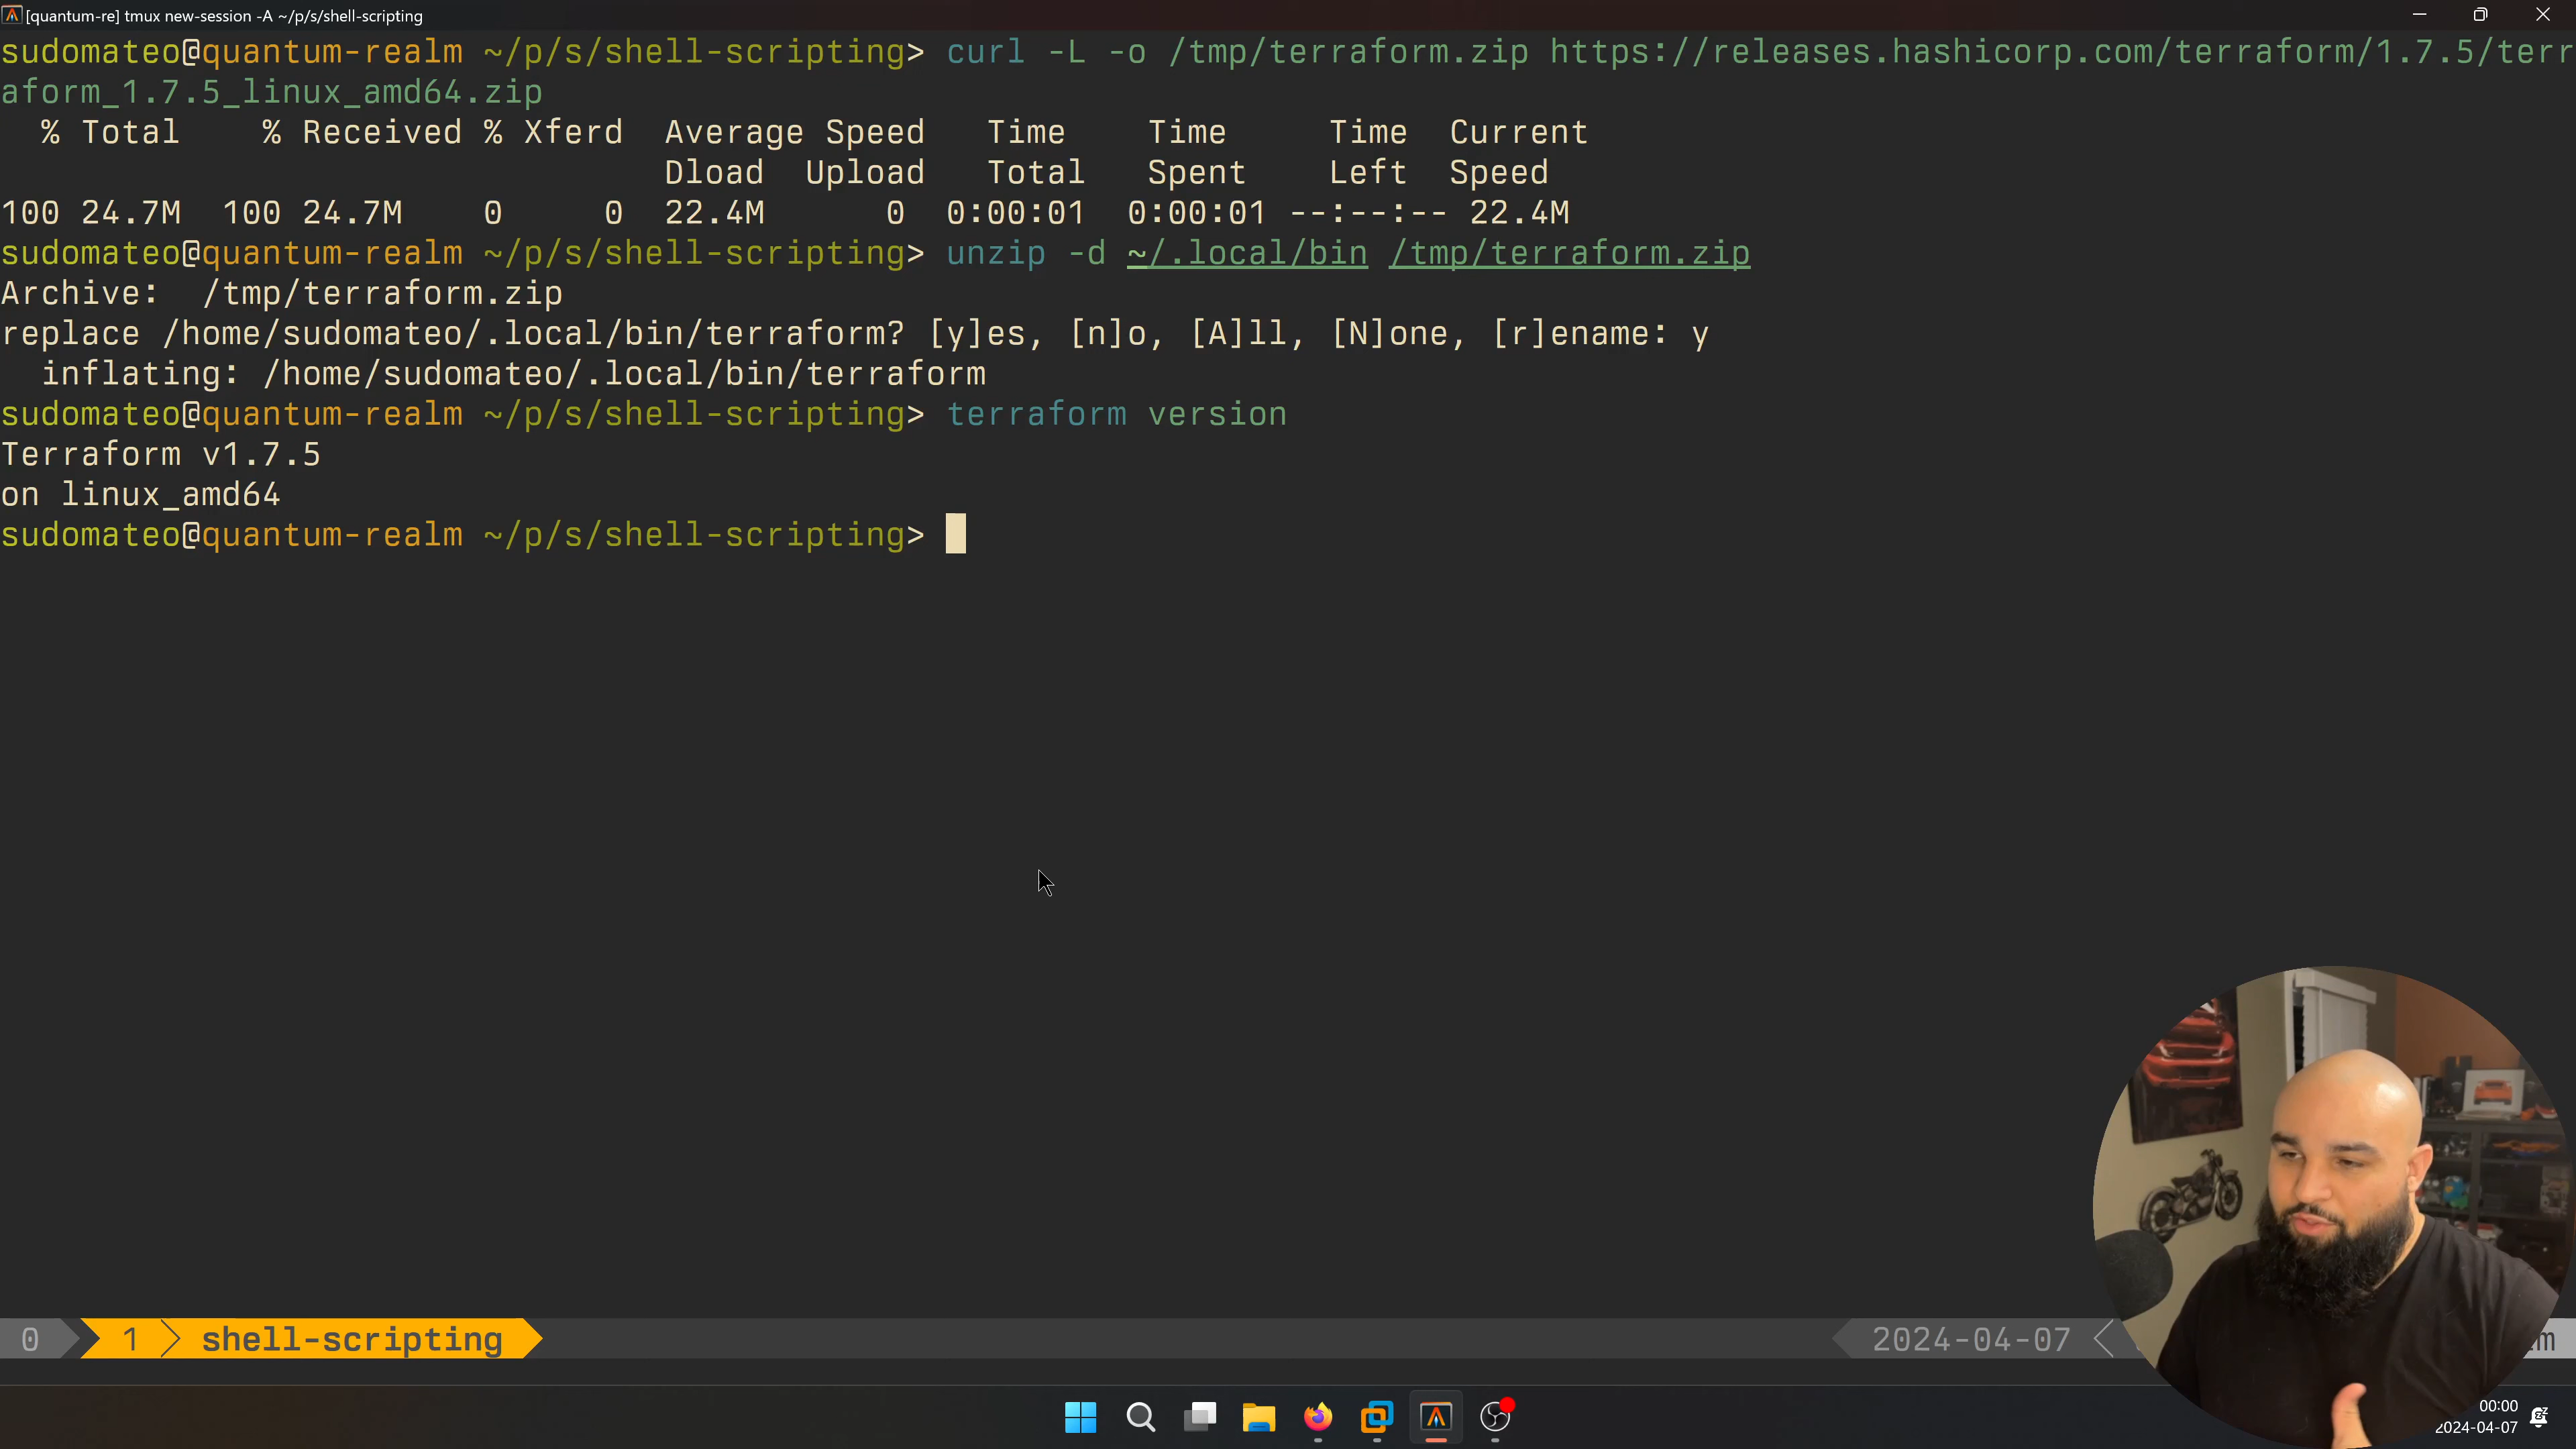 [quantum-re] tmux new-session -A ~/p/s/shell-scripting
sudomateo@quantum-realm ~/p/s/shell-scripting> curl -L -o /tmp/terraform.zip https://releases.hashicorp.com/terraform/1.7.5/terr
aform_1.7.5_linux_amd64.zip
% Total % Received % Xferd Average Speed Time Time Time Current
Dload Upload Total Spent Left Speed
100 24.7M 100 24.7M 0 0 22.4M 0 0:00:01 0:00:01 --:--:-- 22.4M
sudomateo@quantum-realm ~/p/s/shell-scripting> unzip -d ~/.local/bin /tmp/terraform.zip
Archive: /tmp/terraform.zip
replace /home/sudomateo/.local/bin/terraform? [y]es, [n]o, [A]ll, [N]one, [r]ename: y
inflating: /home/sudomateo/.local/bin/terraform
sudomateo@quantum-realm ~/p/s/shell-scripting> terraform version
Terraform v1.7.5
on linux_amd64
sudomateo@quantum-realm ~/p/s/shell-scripting>
0 1 shell-scripting 2024-04-07
00:00
2024-04-07